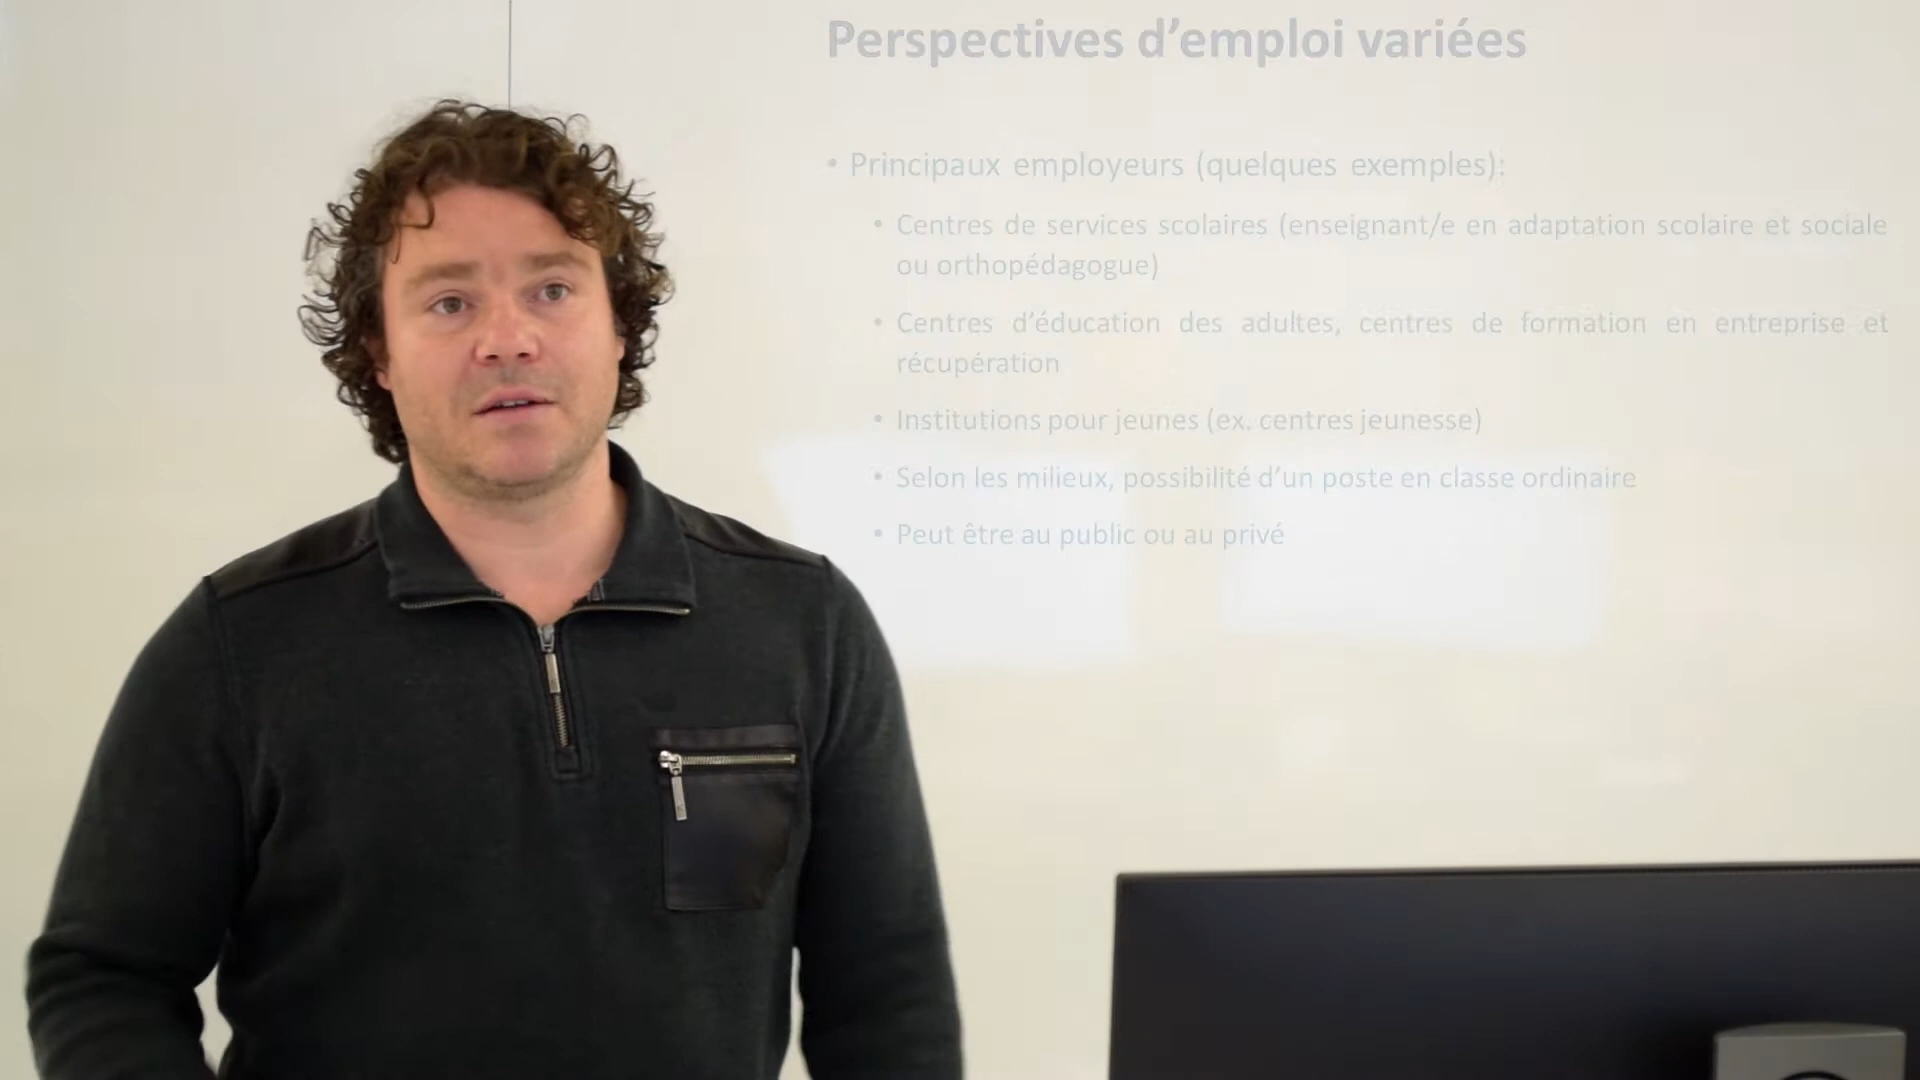 Perspectives d’emploi variées
• Principaux employeurs (quelques exemples):
• Centres de services scolaires (enseignant/e en adaptation scolaire et sociale
ou orthopédagogue)
• Centres d’éducation des adultes, centres de formation en entreprise et
récupération
• Institutions pour jeunes (ex. centres jeunesse)
• Selon les milieux, possibilité d’un poste en classe ordinaire
• Peut être au public ou au privé